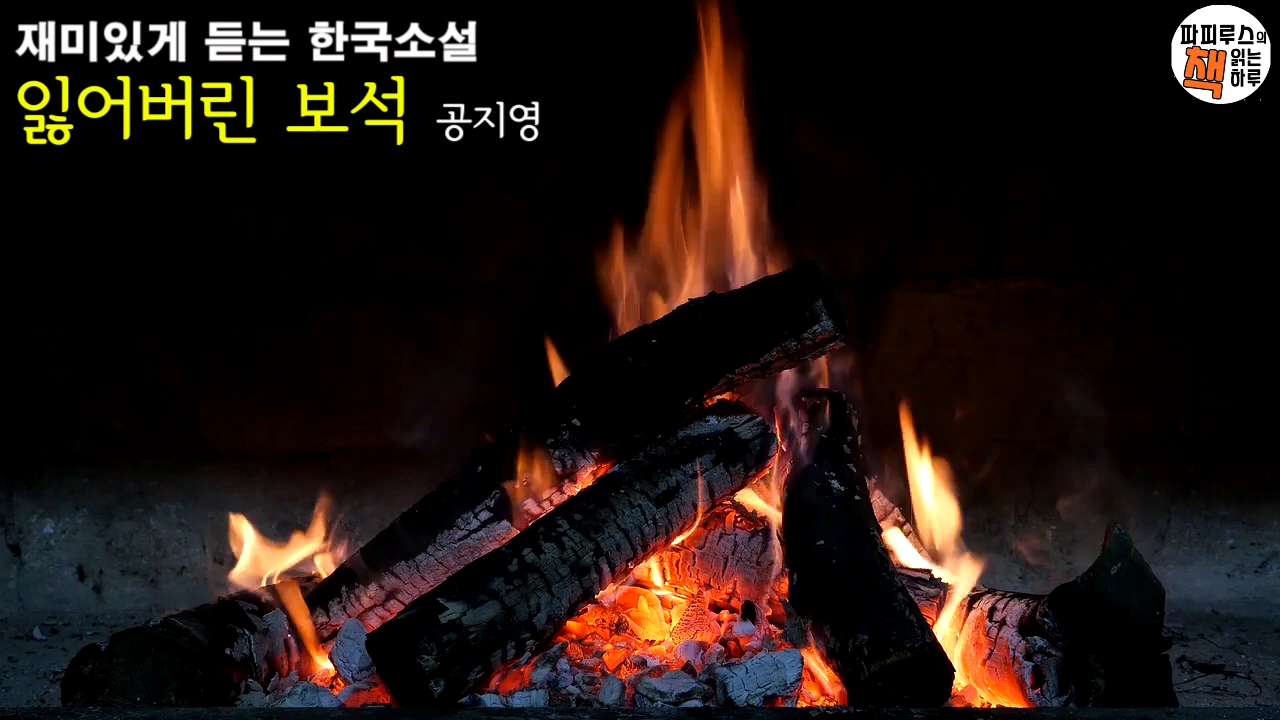 재미있게 듣는 한국소설
잃어버린 보석 공지영
파피루스의
책 읽는
하루